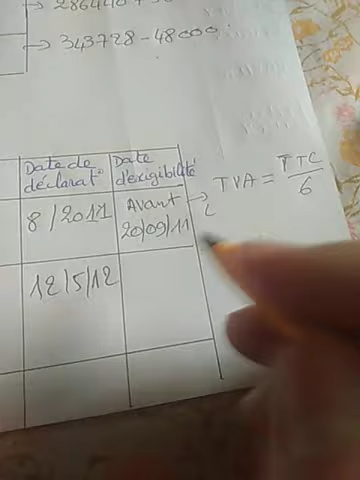 → 343728-48000.
Date de
déclarat°
Date
d'exigibilité
8/2011
Avant
20/09/11
→ TVA = TTC/6
12/5/12